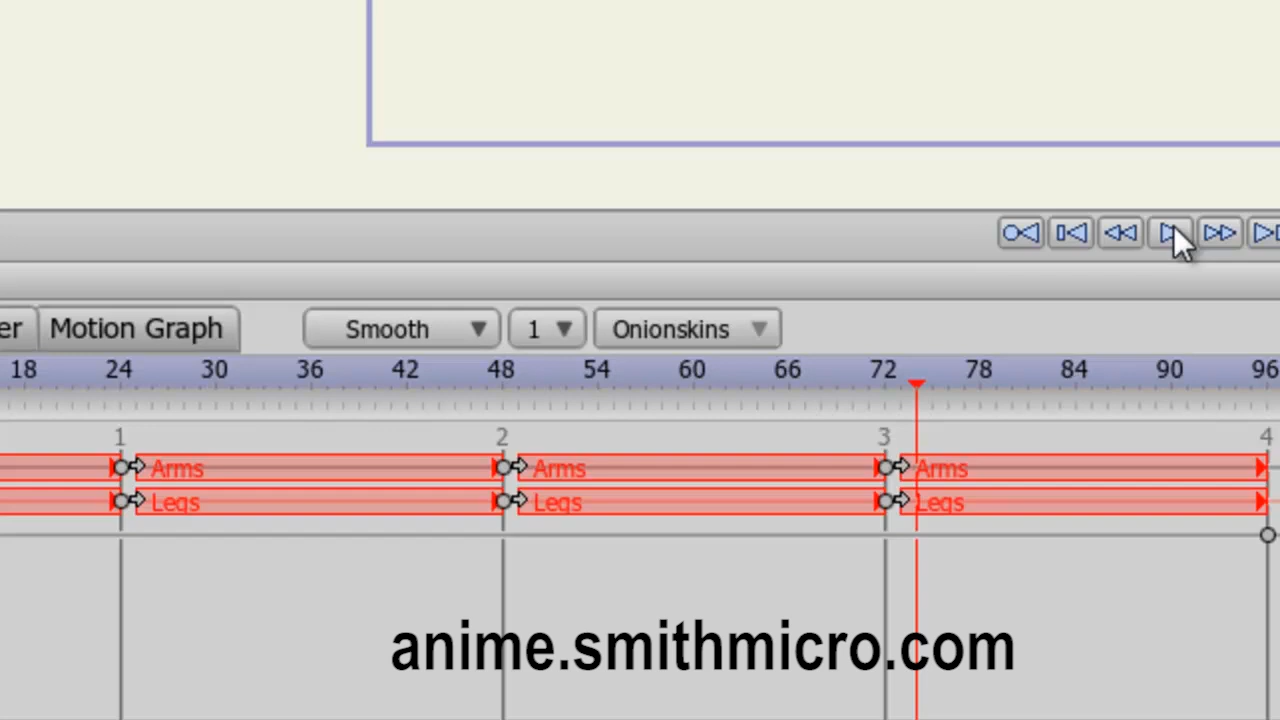 er Motion Graph Smooth 1 Onionskins
18 24 30 36 42 48 54 60 66 72 78 84 90 96
1 2 3 4
Arms Arms Arms
Legs Legs Legs
anime.smithmicro.com